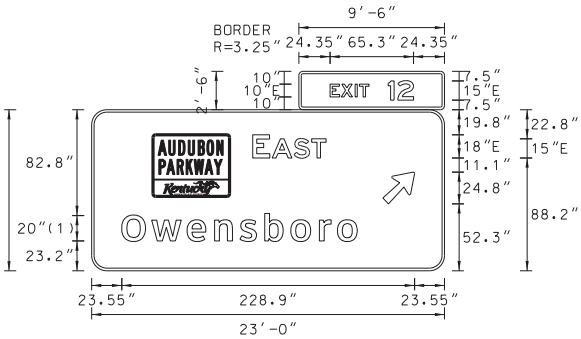 9'-6"
BORDER
R=3.25"
24.35" 65.3" 24.35"
2'-6"
10"
10"E
10"
EXIT 12
7.5"
15"E
7.5"
82.8"
20"(1)
23.2"
AUDUBON
PARKWAY
Kentucky
EAST
Owensboro
19.8"
18"E
11.1"
24.8"
52.3"
22.8"
15"E
88.2"
23.55" 228.9" 23.55"
23'-0"